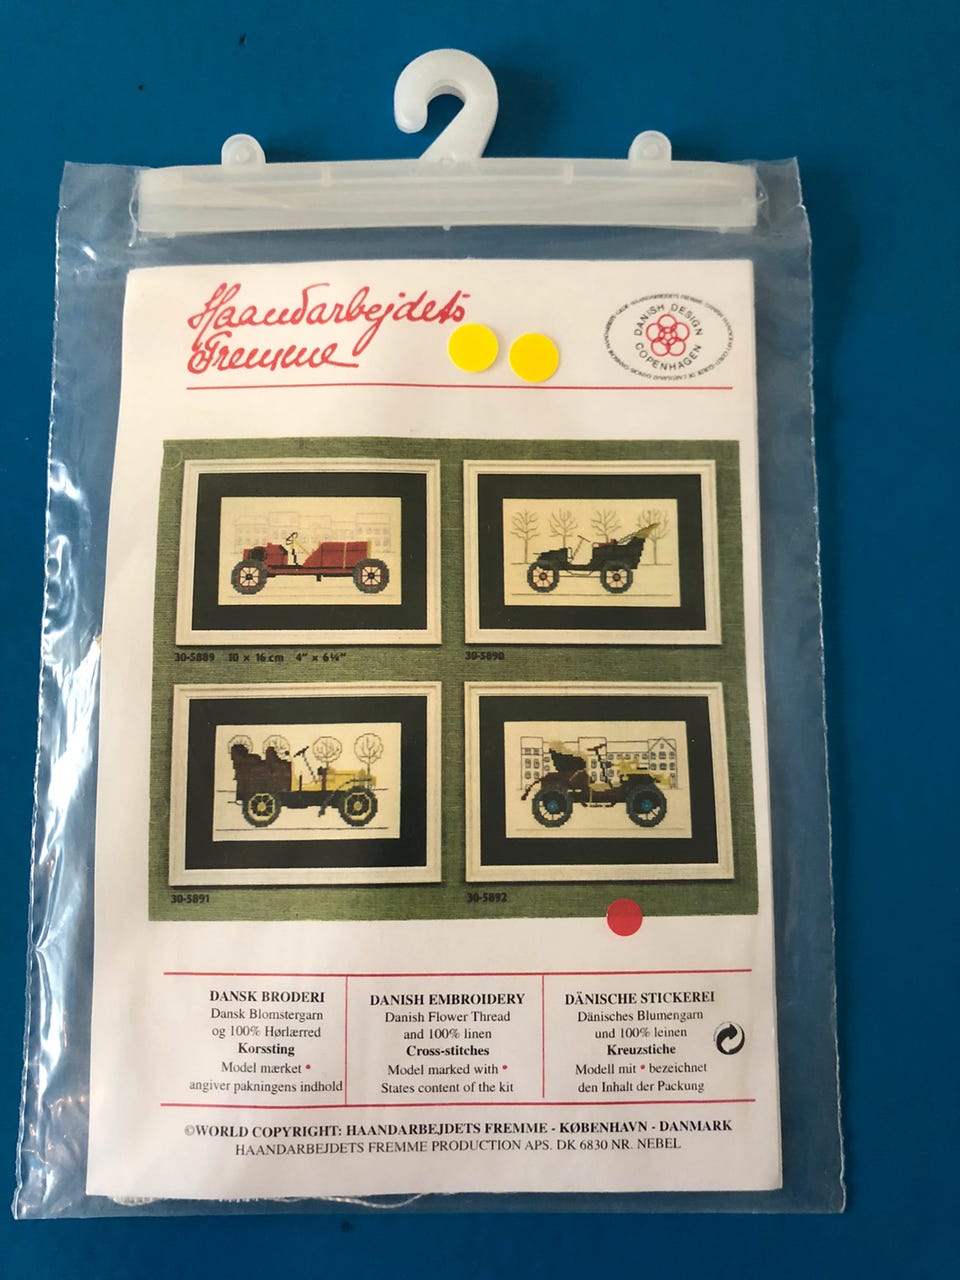 Haandarbejdets
Fremme
DANISH DESIGN
COPENHAGEN
30-5889 10 × 16 cm 4" × 6¼"
30-5890
30-5891
30-5892
DANSK BRODERI
Dansk Blomstergarn
og 100% Hørlærred
Korssting
Model mærket •
angiver pakningens indhold
DANISH EMBROIDERY
Danish Flower Thread
and 100% linen
Cross-stitches
Model marked with •
States content of the kit
DÄNISCHE STICKEREI
Dänisches Blumengarn
und 100% leinen
Kreuzstiche
Modell mit • bezeichnet
den Inhalt der Packung
©WORLD COPYRIGHT: HAANDARBEJDETS FREMME - KØBENHAVN - DANMARK
HAANDARBEJDETS FREMME PRODUCTION APS. DK 6830 NR. NEBEL